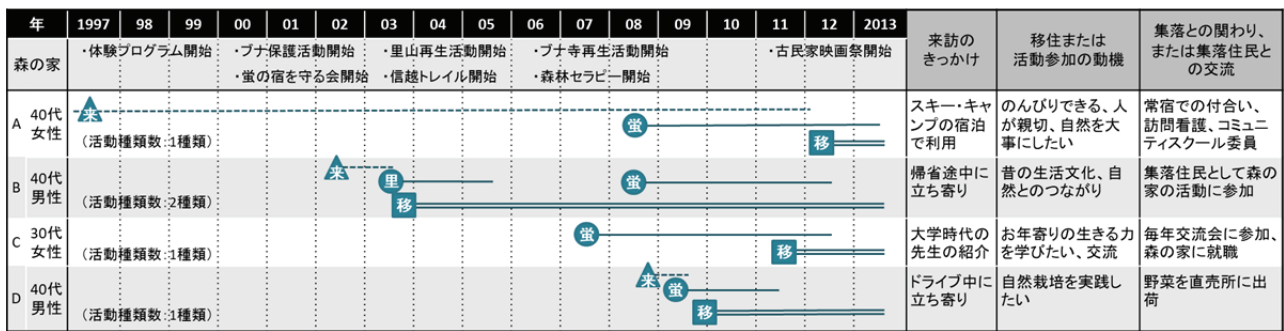 年 1997 98 99 00 01 02 03 04 05 06 07 08 09 10 11 12 2013
来訪の
きっかけ
移住または
活動参加の動機
集落との関わり、
または集落住民と
の交流
森の家
・体験プログラム開始 ・ブナ保護活動開始 ・里山再生活動開始 ・ブナ寺再生活動開始 ・古民家映画祭開始
・蛍の宿を守る会開始 ・信越トレイル開始 ・森林セラピー開始
A 40代
女性
(活動種類数:1種類)
来
蛍
移
スキー・キャ
ンプの宿泊
で利用
のんびりできる、人
が親切、自然を大
事にしたい
常宿での付合い、
訪問看護、コミュニ
ティスクール委員
B 40代
男性
(活動種類数:2種類)
来
里
蛍
移
帰省途中に
立ち寄り
昔の生活文化、自
然とのつながり
集落住民として森の
家の活動に参加
C 30代
女性
(活動種類数:1種類)
蛍
移
大学時代の
先生の紹介
お年寄りの生きる力
を学びたい、交流
毎年交流会に参加、
森の家に就職
D 40代
男性
(活動種類数:1種類)
来
蛍
移
ドライブ中に
立ち寄り
自然栽培を実践し
たい
野菜を直売所に出
荷